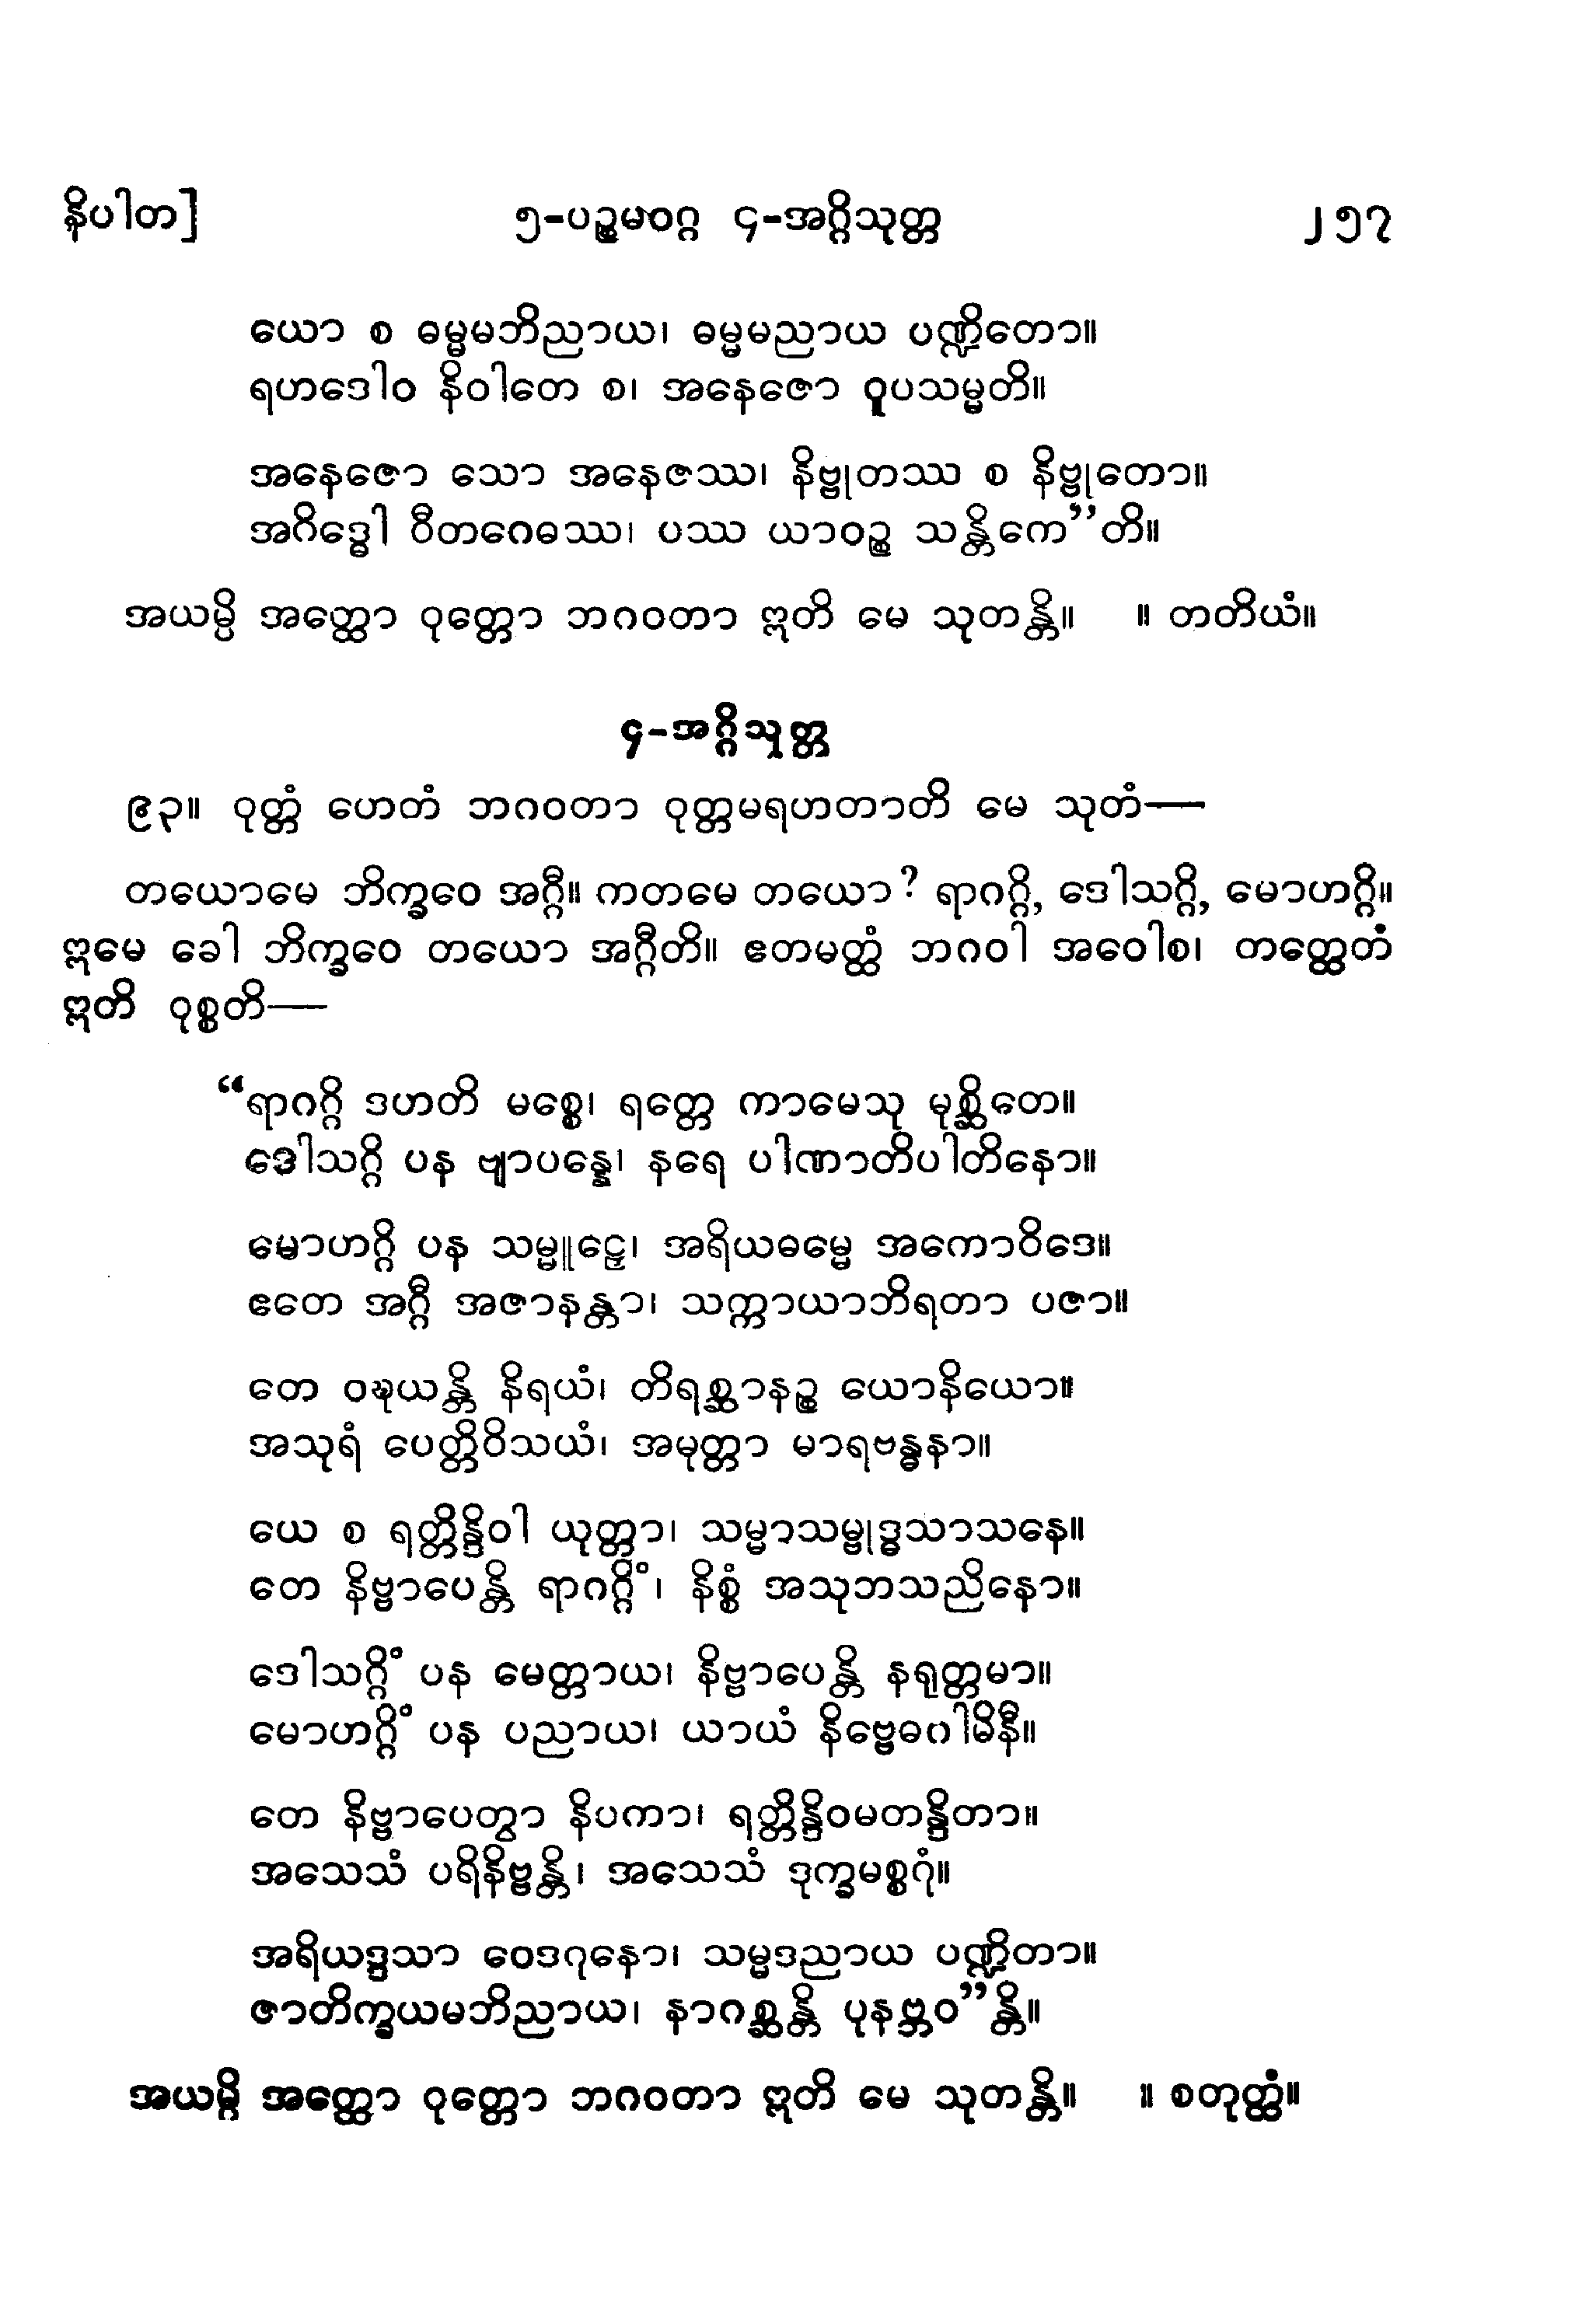 နိပါတ] ၅-ပဉ္စမဝဂ္ဂ ၄-အဂ္ဂိသုတ္တ ၂၅၇
ယော စ ဓမ္မမဘိညာယ၊ ဓမ္မမညာယ ပဏ္ဍိတော။
ရဟဒေါဝ နိဝါတေ စ၊ အနေဇော ဝူပသမ္မတိ။
အနေဇော သော အနေဇဿ၊ နိဗ္ဗုတဿ စ နိဗ္ဗုတော။
အဂိဒ္ဓေါ ဝီတဂေဓဿ၊ ပဿ ယာဝဉ္စ သန္တိကေ”တိ။
အယမ္ပိ အတ္ထော ဝုတ္တော ဘဂဝတာ ဣတိ မေ သုတန္တိ။ ။ တတိယံ။
၄-အဂ္ဂိသုတ္တ
၉၃။ ဝုတ္တံ ဟေတံ ဘဂဝတာ ဝုတ္တမရဟတာတိ မေ သုတံ—
တယောမေ ဘိက္ခဝေ အဂ္ဂီ။ ကတမေ တယော? ရာဂဂ္ဂိ, ဒေါသဂ္ဂိ, မောဟဂ္ဂိ။
ဣမေ ခေါ ဘိက္ခဝေ တယော အဂ္ဂီတိ။ ဧတမတ္ထံ ဘဂဝါ အဝေါစ၊ တတ္ထေတံ
ဣတိ ဝုစ္စတိ—
“ရာဂဂ္ဂိ ဒဟတိ မစ္စေ၊ ရတ္တေ ကာမေသု မုစ္ဆိတေ။
ဒေါသဂ္ဂိ ပန ဗျာပန္နေ၊ နရေ ပါဏာတိပါတိနော။
မောဟဂ္ဂိ ပန သမ္မူဠှေ၊ အရိယဓမ္မေ အကောဝိဒေ။
ဧတေ အဂ္ဂီ အဇာနန္တာ၊ သက္ကာယာဘိရတာ ပဇာ။
တေ ဝဍ္ဎယန္တိ နိရယံ၊ တိရစ္ဆာနဉ္စ ယောနိယော။
အသုရံ ပေတ္တိဝိသယံ၊ အမုတ္တာ မာရဗန္ဓနာ။
ယေ စ ရတ္တိန္ဒိဝါ ယုတ္တာ၊ သမ္မာသမ္ဗုဒ္ဓသာသနေ။
တေ နိဗ္ဗာပေန္တိ ရာဂဂ္ဂိံ၊ နိစ္စံ အသုဘသညိနော။
ဒေါသဂ္ဂိံ ပန မေတ္တာယ၊ နိဗ္ဗာပေန္တိ နရုတ္တမာ။
မောဟဂ္ဂိံ ပန ပညာယ၊ ယာယံ နိဗ္ဗေဓဂါမိနီ။
တေ နိဗ္ဗာပေတွာ နိပကာ၊ ရတ္တိန္ဒိဝမတန္ဒိတာ။
အသေသံ ပရိနိဗ္ဗန္တိ၊ အသေသံ ဒုက္ခမစ္စဂုံ။
အရိယဒ္ဒသာ ဝေဒဂုနော၊ သမ္မဒညာယ ပဏ္ဍိတာ။
ဇာတိက္ခယမဘိညာယ၊ နာဂစ္ဆန္တိ ပုနဗ္ဘဝ”န္တိ။
အယမ္ပိ အတ္ထော ဝုတ္တော ဘဂဝတာ ဣတိ မေ သုတန္တိ။ ။ စတုတ္ထံ။